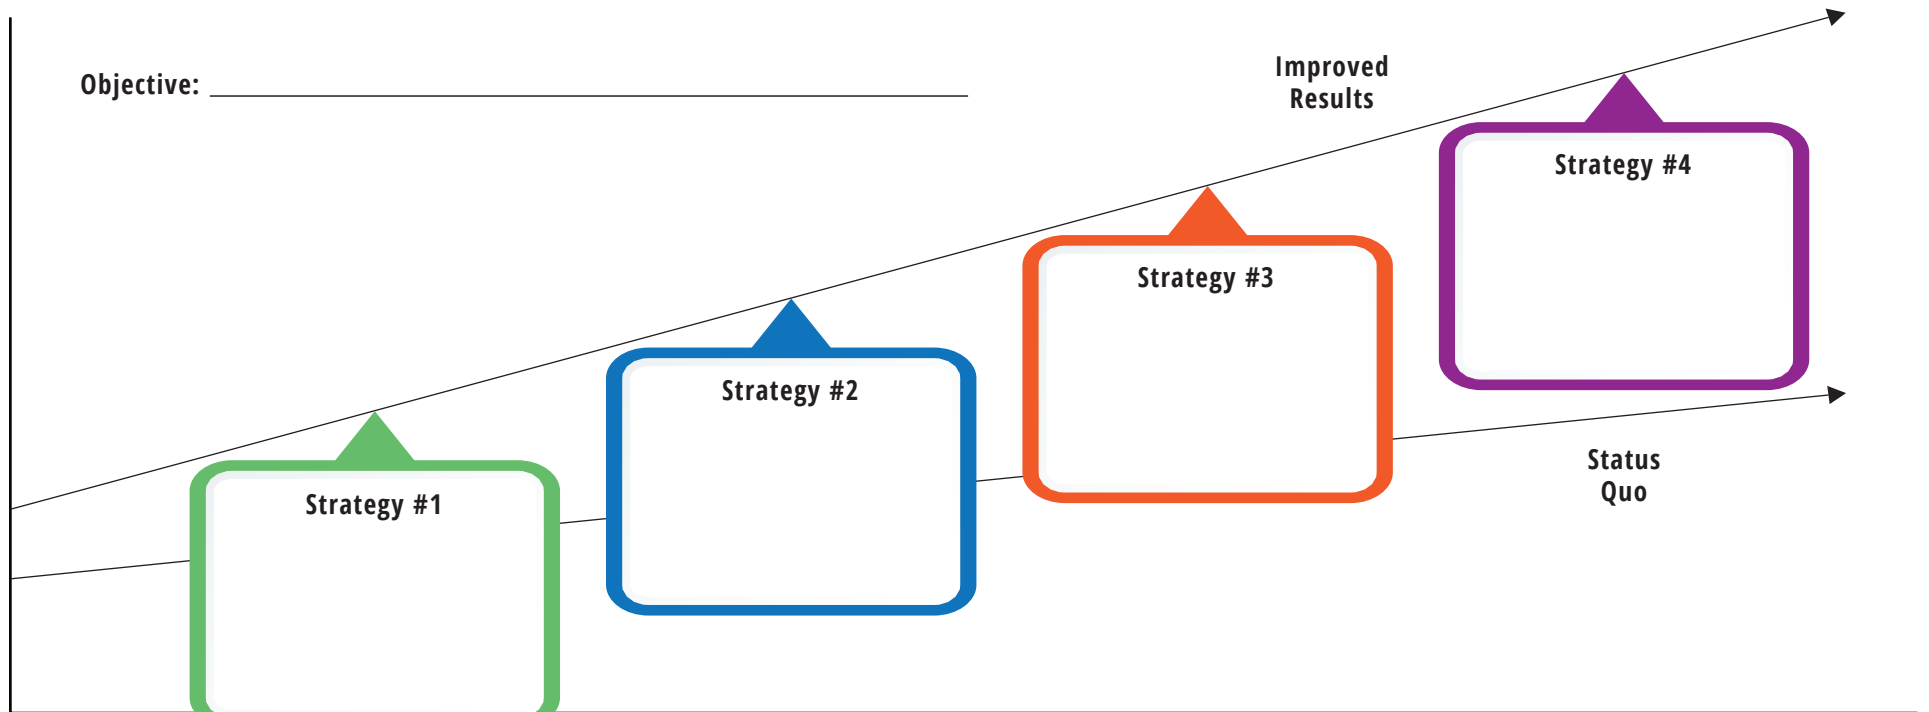 Objective:
Improved
Results
Strategy #4
Strategy #3
Strategy #2
Strategy #1
Status
Quo